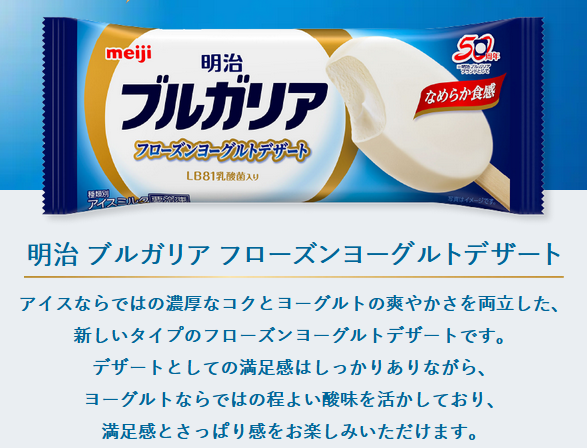 meiji
明治
ブルガリア
フローズンヨーグルトデザート
LB81乳酸菌入り
50周年
なめらか食感
種類別
明治 ブルガリア フローズンヨーグルトデザート
アイスならではの濃厚なコクとヨーグルトの爽やかさを両立した、
新しいタイプのフローズンヨーグルトデザートです。
デザートとしての満足感はしっかりありながら、
ヨーグルトならではの程よい酸味を活かしており、
満足感とさっぱり感をお楽しみいただけます。